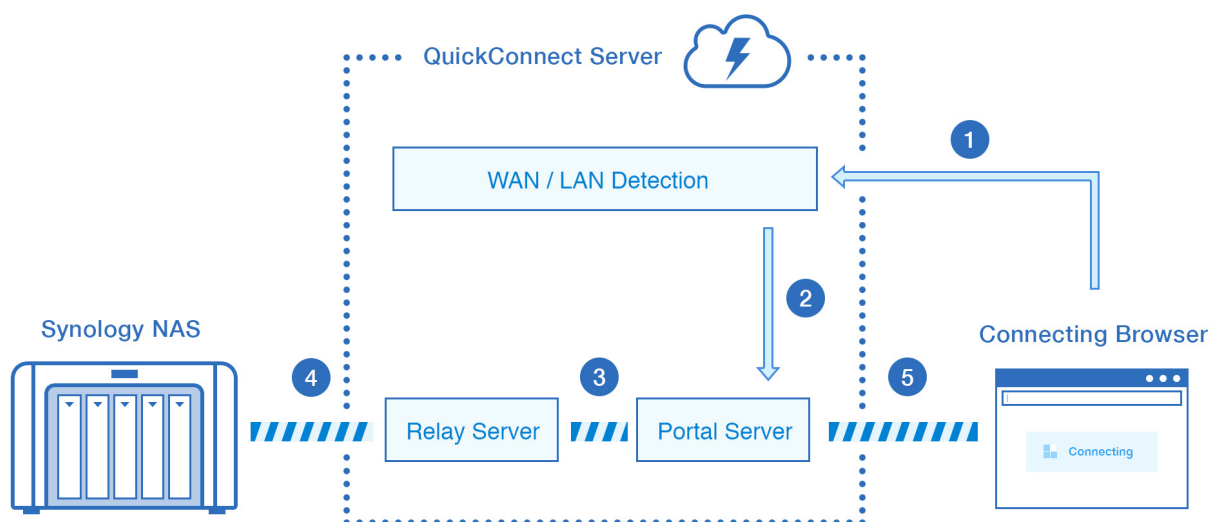 QuickConnect Server
1
WAN / LAN Detection
2
Synology NAS
Connecting Browser
4
3
5
Relay Server
Portal Server
Connecting